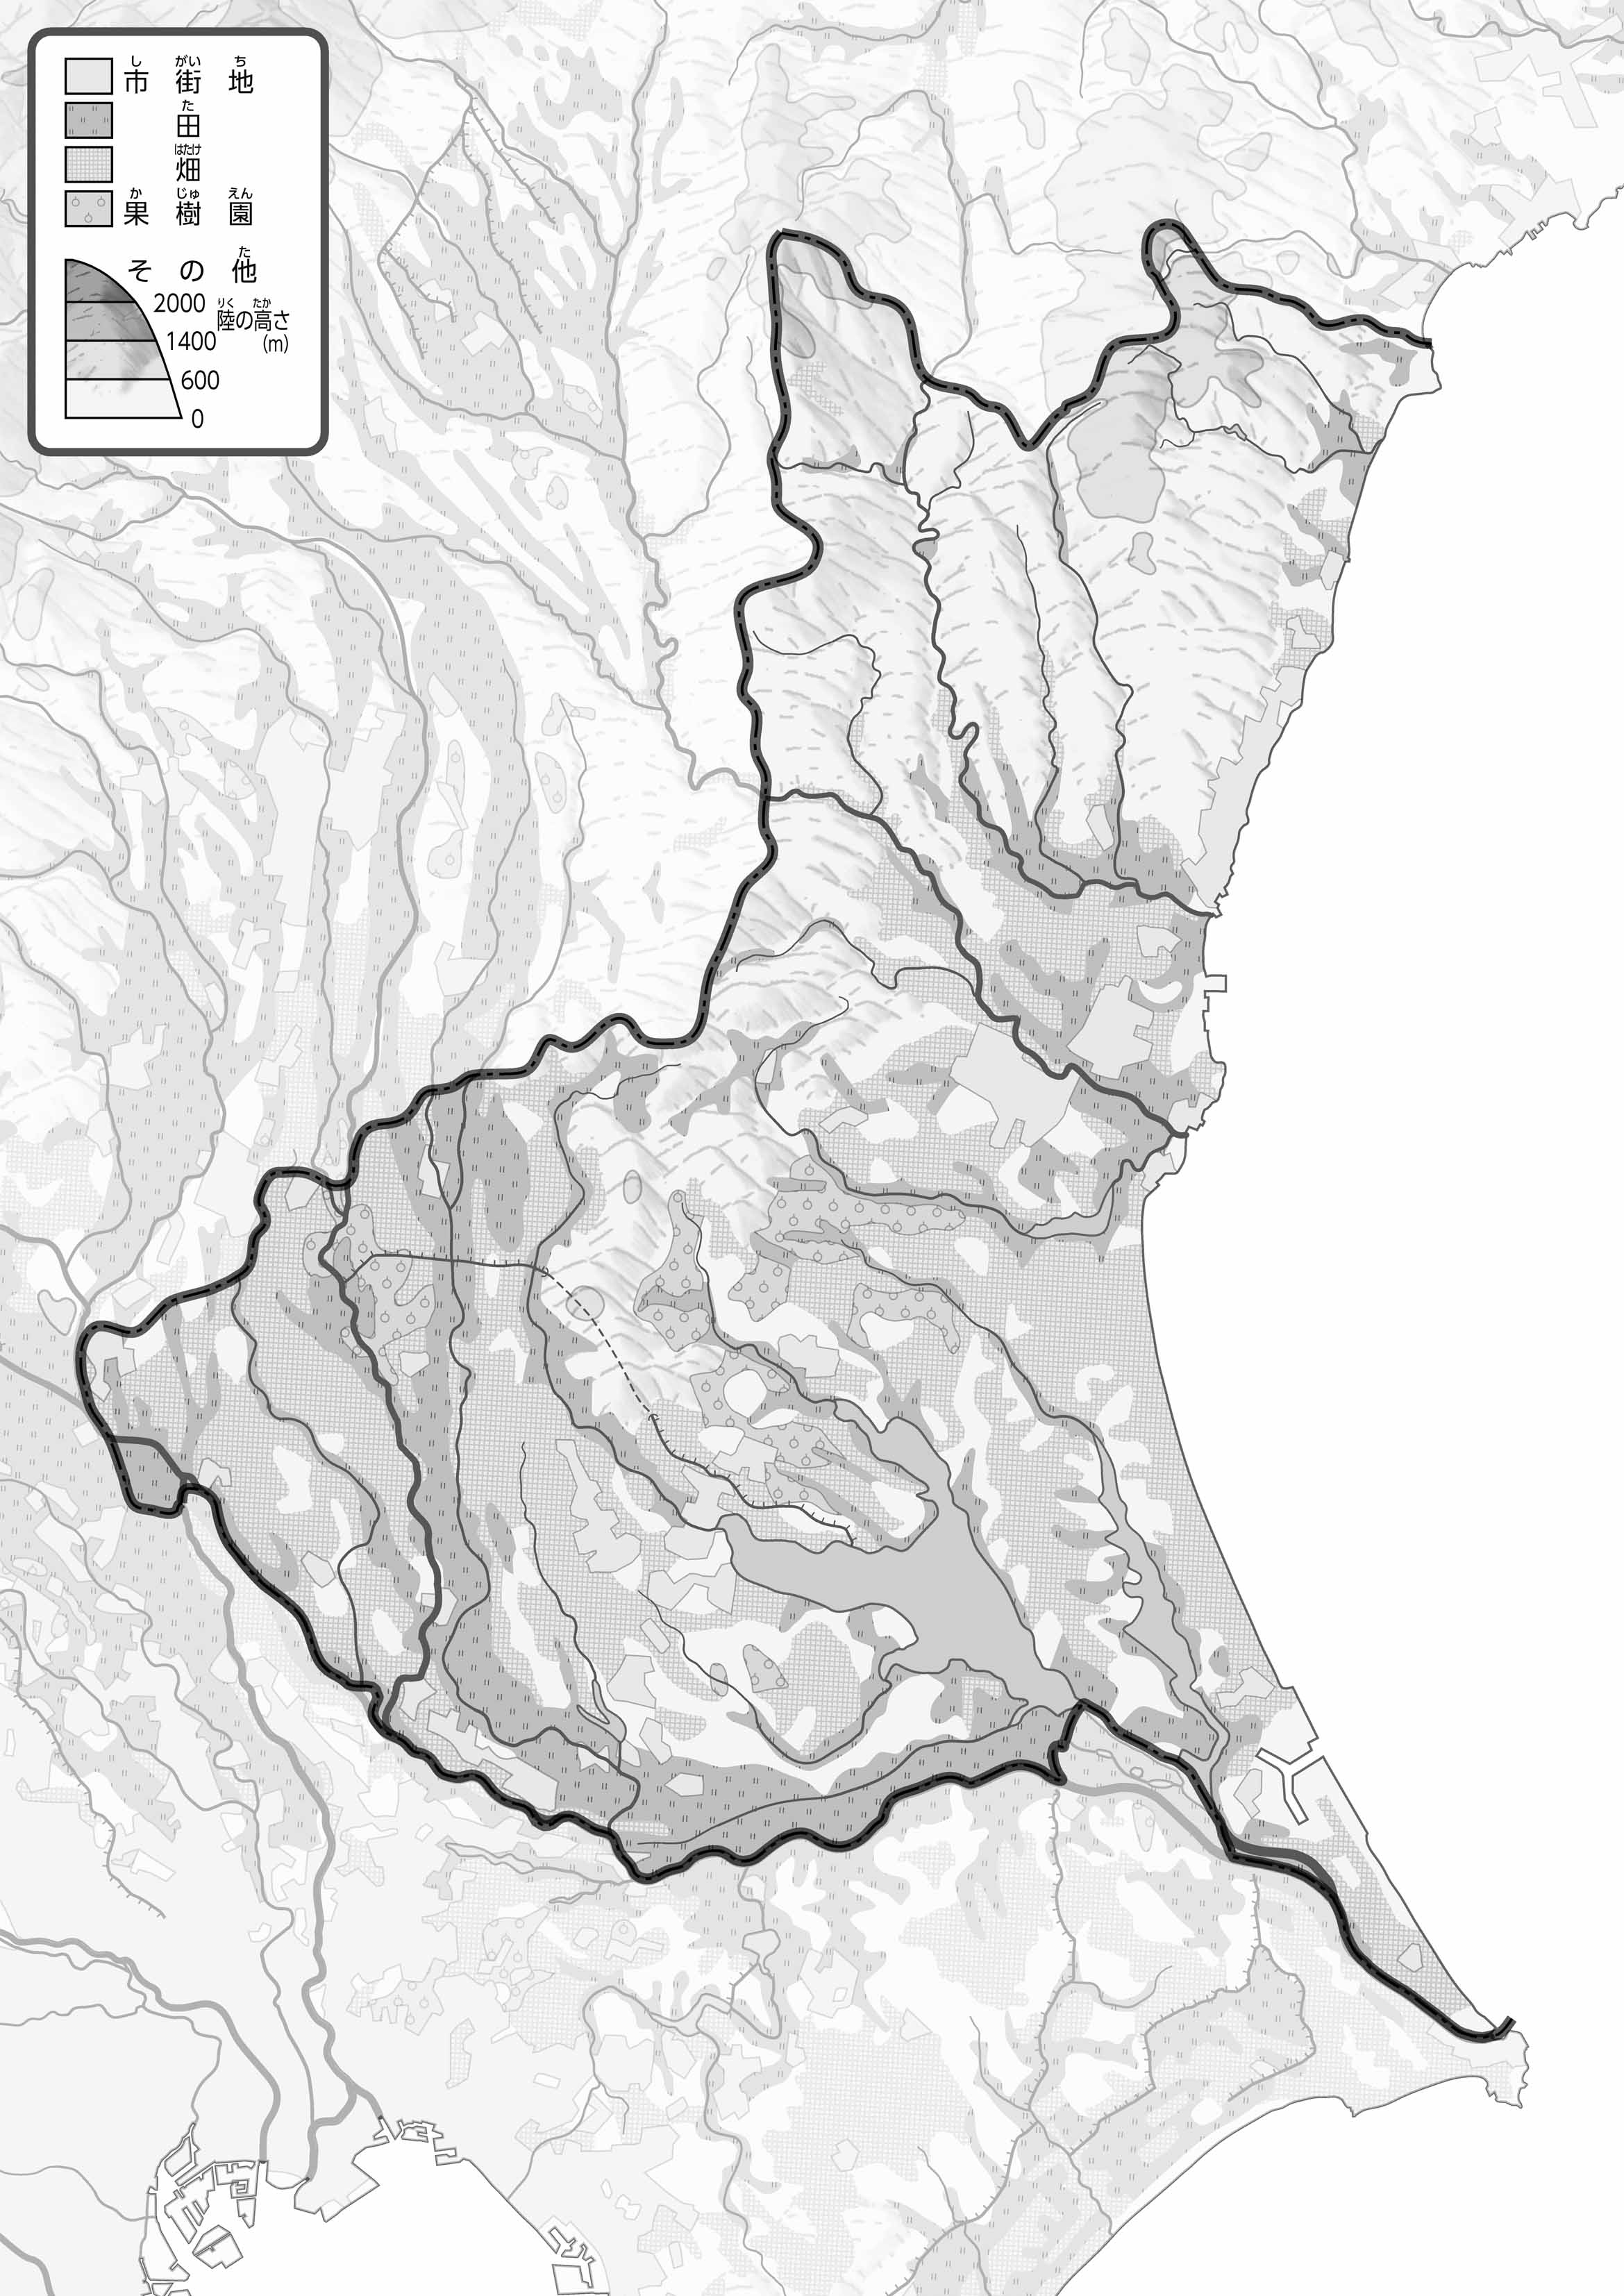 市街地
田
畑
果樹園
その他
2000
1400
600
0
陸の高さ
(m)
し がい ち
た
はたけ
か じゅ えん
た
りく たか